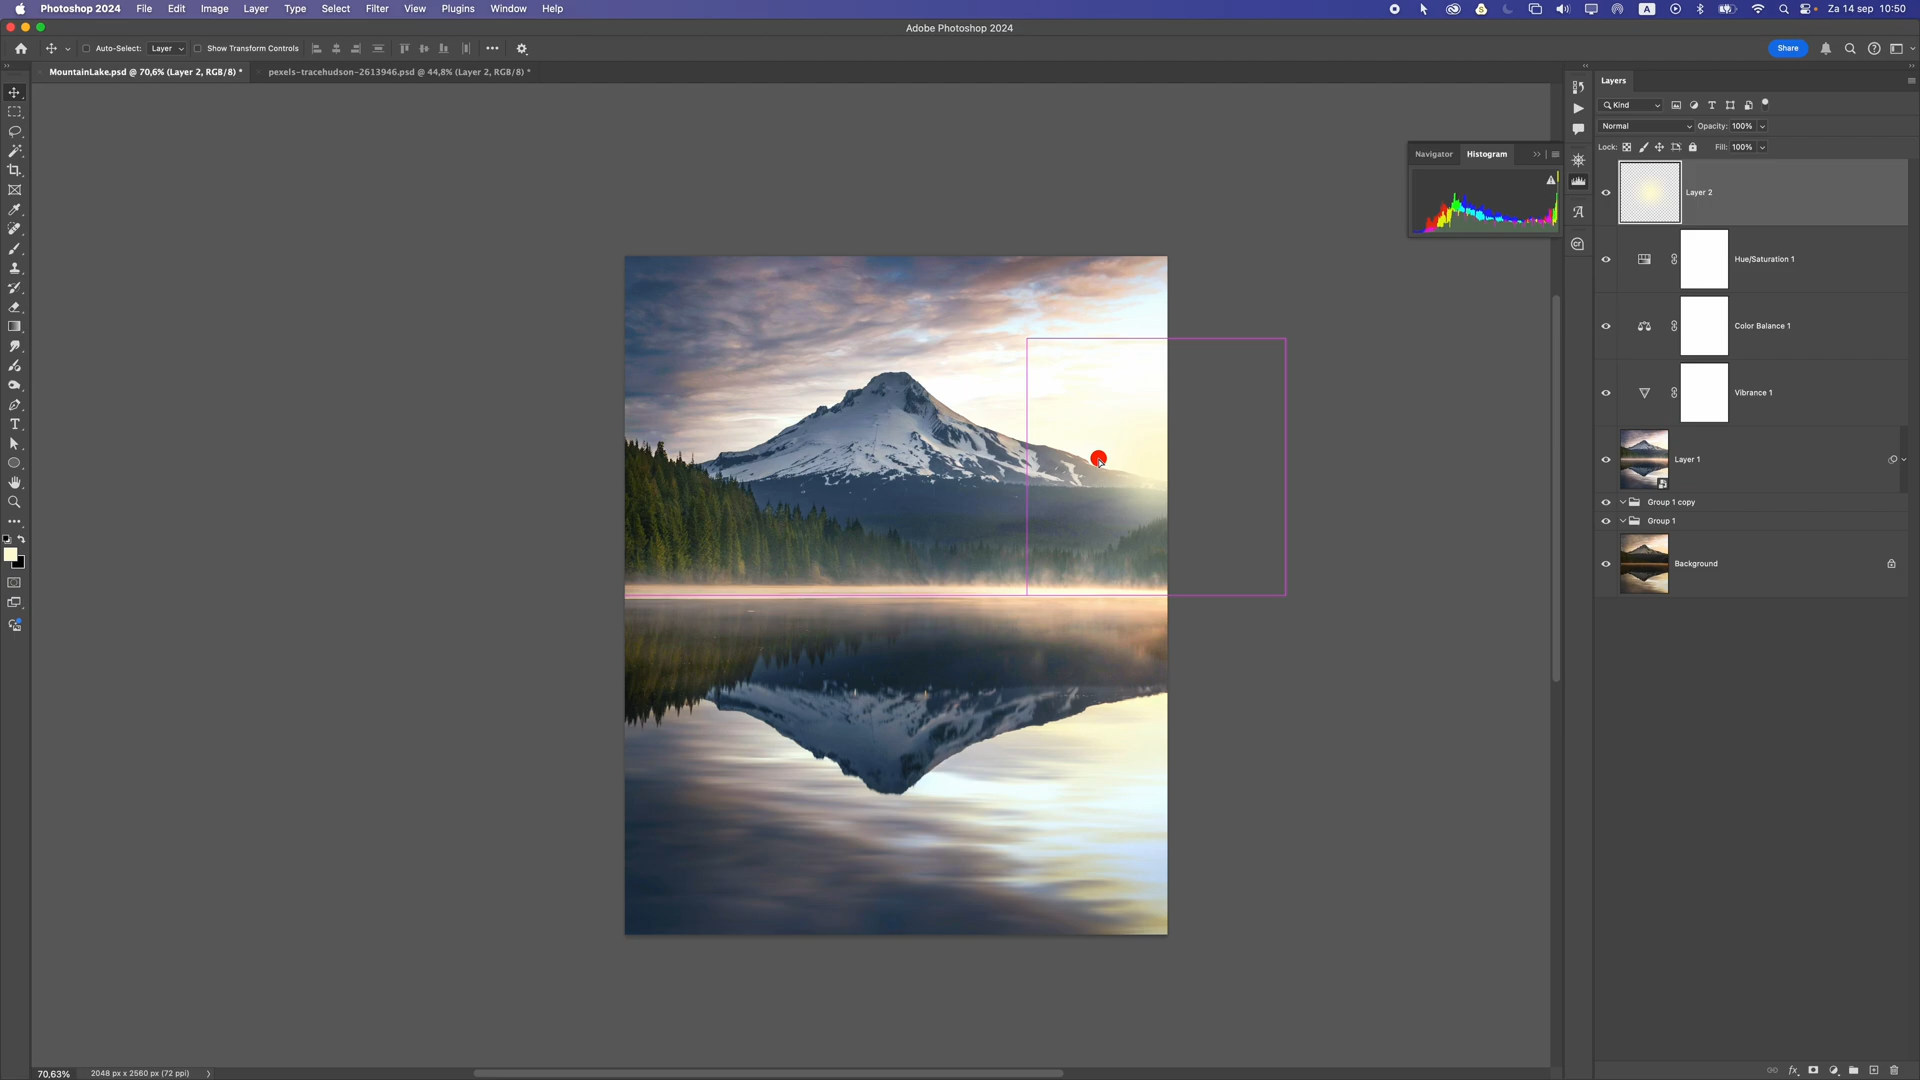 Photoshop 2024 File Edit Image Layer Type Select Filter View Plugins Window Help
A Za 14 sep 10:50
Adobe Photoshop 2024
Auto-Select: Layer Show Transform Controls
Share
MountainLake.psd @ 70,6% (Layer 2, RGB/8) * pexels-tracehudson-2613946.psd @ 44,8% (Layer 2, RGB/8) *
Layers
Kind
Normal Opacity: 100%
Lock: Fill: 100%
Navigator Histogram
Layer 2
Hue/Saturation 1
Color Balance 1
Vibrance 1
Layer 1
Group 1 copy
Group 1
Background
70,63% 2048 px x 2560 px (72 ppi)